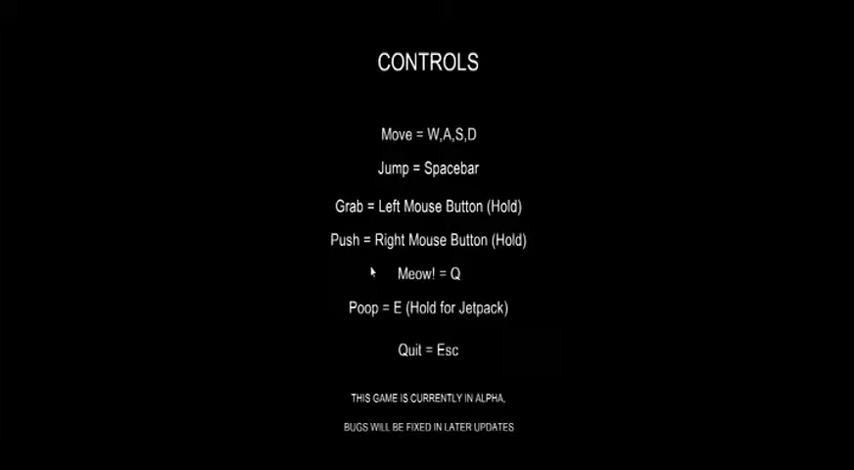 CONTROLS
Move = W,A,S,D
Jump = Spacebar
Grab = Left Mouse Button (Hold)
Push = Right Mouse Button (Hold)
Meow! = Q
Poop = E (Hold for Jetpack)
Quit = Esc
THIS GAME IS CURRENTLY IN ALPHA,
BUGS WILL BE FIXED IN LATER UPDATES